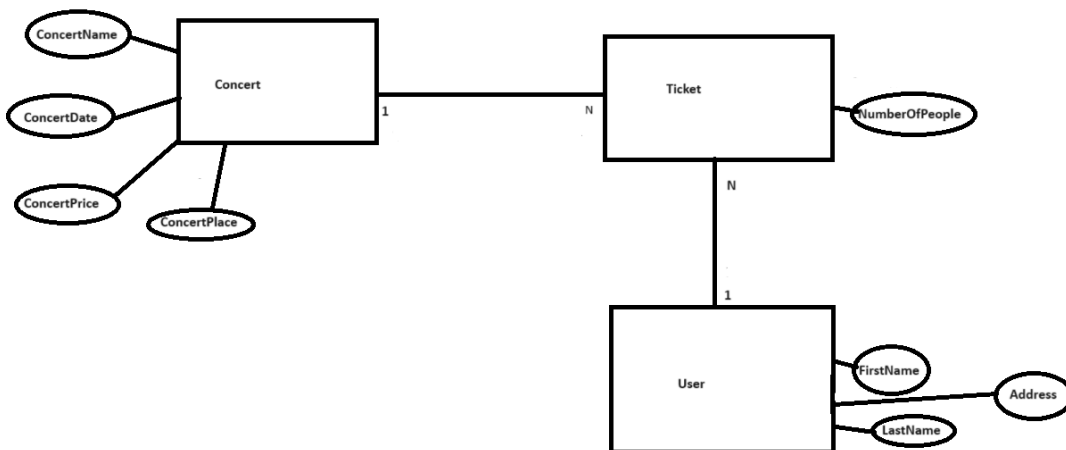 ConcertName
Concert
Ticket
ConcertDate
1
N
NumberOfPeople
ConcertPrice
ConcertPlace
N
1
FirstName
User
Address
LastName